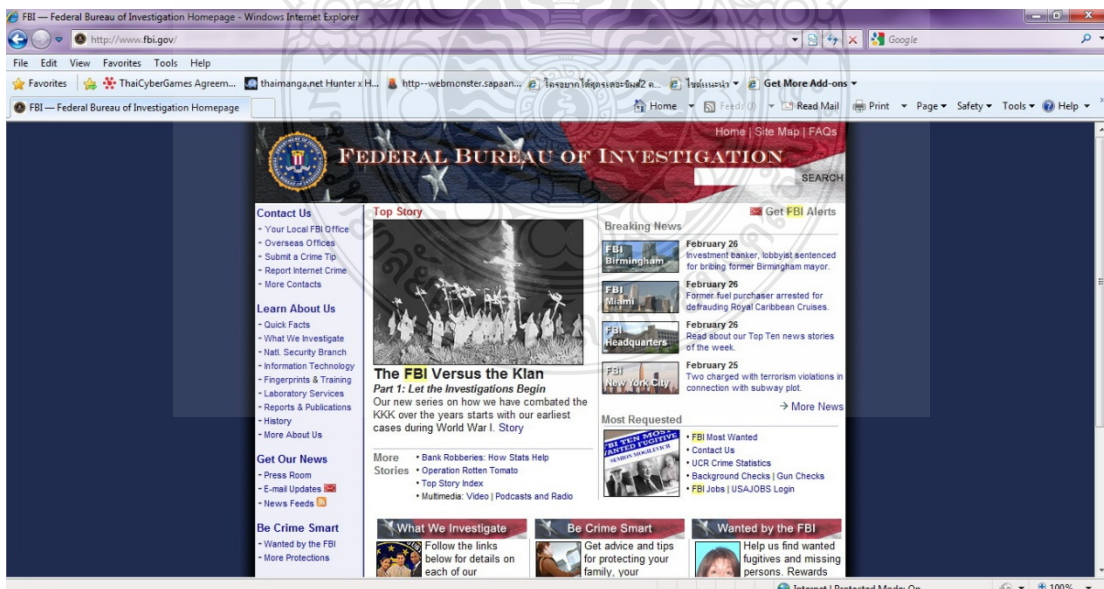 FBI — Federal Bureau of Investigation Homepage - Windows Internet Explorer
http://www.fbi.gov/
Google
File Edit View Favorites Tools Help
Favorites
ThaiCyberGames Agreem...
thaimanga.net Hunter x H...
http--webmonster.sapaan...
Get More Add-ons
FBI — Federal Bureau of Investigation Homepage
Home
Feeds (J)
Read Mail
Print
Page
Safety
Tools
Help
Home | Site Map | FAQs
FEDERAL BUREAU OF INVESTIGATION
SEARCH
Contact Us
- Your Local FBI Office
- Overseas Offices
- Submit a Crime Tip
- Report Internet Crime
- More Contacts
Learn About Us
- Quick Facts
- What We Investigate
- Natl. Security Branch
- Information Technology
- Fingerprints & Training
- Laboratory Services
- Reports & Publications
- History
- More About Us
Get Our News
- Press Room
- E-mail Updates
- News Feeds
Be Crime Smart
- Wanted by the FBI
- More Protections
Top Story
The FBI Versus the Klan
Part 1: Let the Investigations Begin
Our new series on how we have combated the
KKK over the years starts with our earliest
cases during World War I. Story
More Stories
• Bank Robberies: How Stats Help
• Operation Rotten Tomato
• Top Story Index
• Multimedia: Video | Podcasts and Radio
Get FBI Alerts
Breaking News
FBI Birmingham
February 26
Investment banker, lobbyist sentenced
for bribing former Birmingham mayor.
FBI Miami
February 26
Former fuel purchaser arrested for
defrauding Royal Caribbean Cruises.
FBI Headquarters
February 26
Read about our Top Ten news stories
of the week.
FBI New York City
February 25
Two charged with terrorism violations in
connection with subway plot.
→ More News
Most Requested
FBI TEN MOST
WANTED FUGITIVE
SEMION MOGILEVICH
• FBI Most Wanted
• Contact Us
• UCR Crime Statistics
• Background Checks | Gun Checks
• FBI Jobs | USAJOBS Login
What We Investigate
Follow the links
below for details on
each of our
Be Crime Smart
Get advice and tips
for protecting your
family, your
Wanted by the FBI
Help us find wanted
fugitives and missing
persons. Rewards
Internet | Protected Mode: On
100%